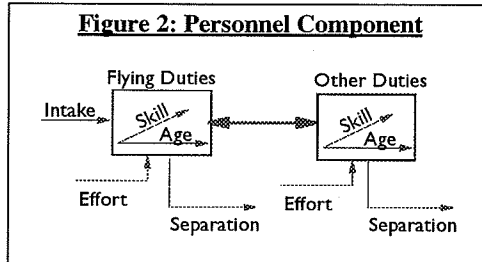 Figure 2: Personnel Component
Flying Duties
Other Duties
Intake
Skill
Age
Skill
Age
Effort
Separation
Effort
Separation